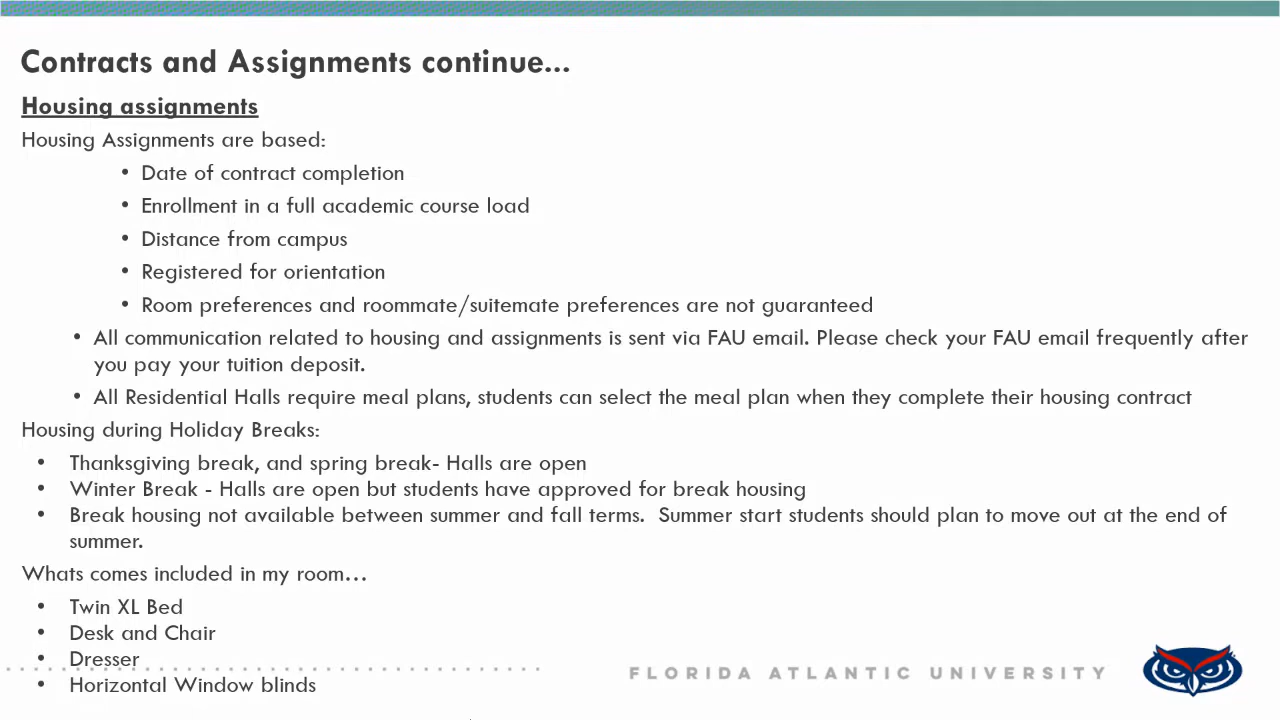 Contracts and Assignments continue...
Housing assignments
Housing Assignments are based:
• Date of contract completion
• Enrollment in a full academic course load
• Distance from campus
• Registered for orientation
• Room preferences and roommate/suitemate preferences are not guaranteed
• All communication related to housing and assignments is sent via FAU email. Please check your FAU email frequently after
you pay your tuition deposit.
• All Residential Halls require meal plans, students can select the meal plan when they complete their housing contract
Housing during Holiday Breaks:
• Thanksgiving break, and spring break- Halls are open
• Winter Break - Halls are open but students have approved for break housing
• Break housing not available between summer and fall terms.  Summer start students should plan to move out at the end of
summer.
Whats comes included in my room...
• Twin XL Bed
• Desk and Chair
• Dresser
• Horizontal Window blinds
FLORIDA ATLANTIC UNIVERSITY